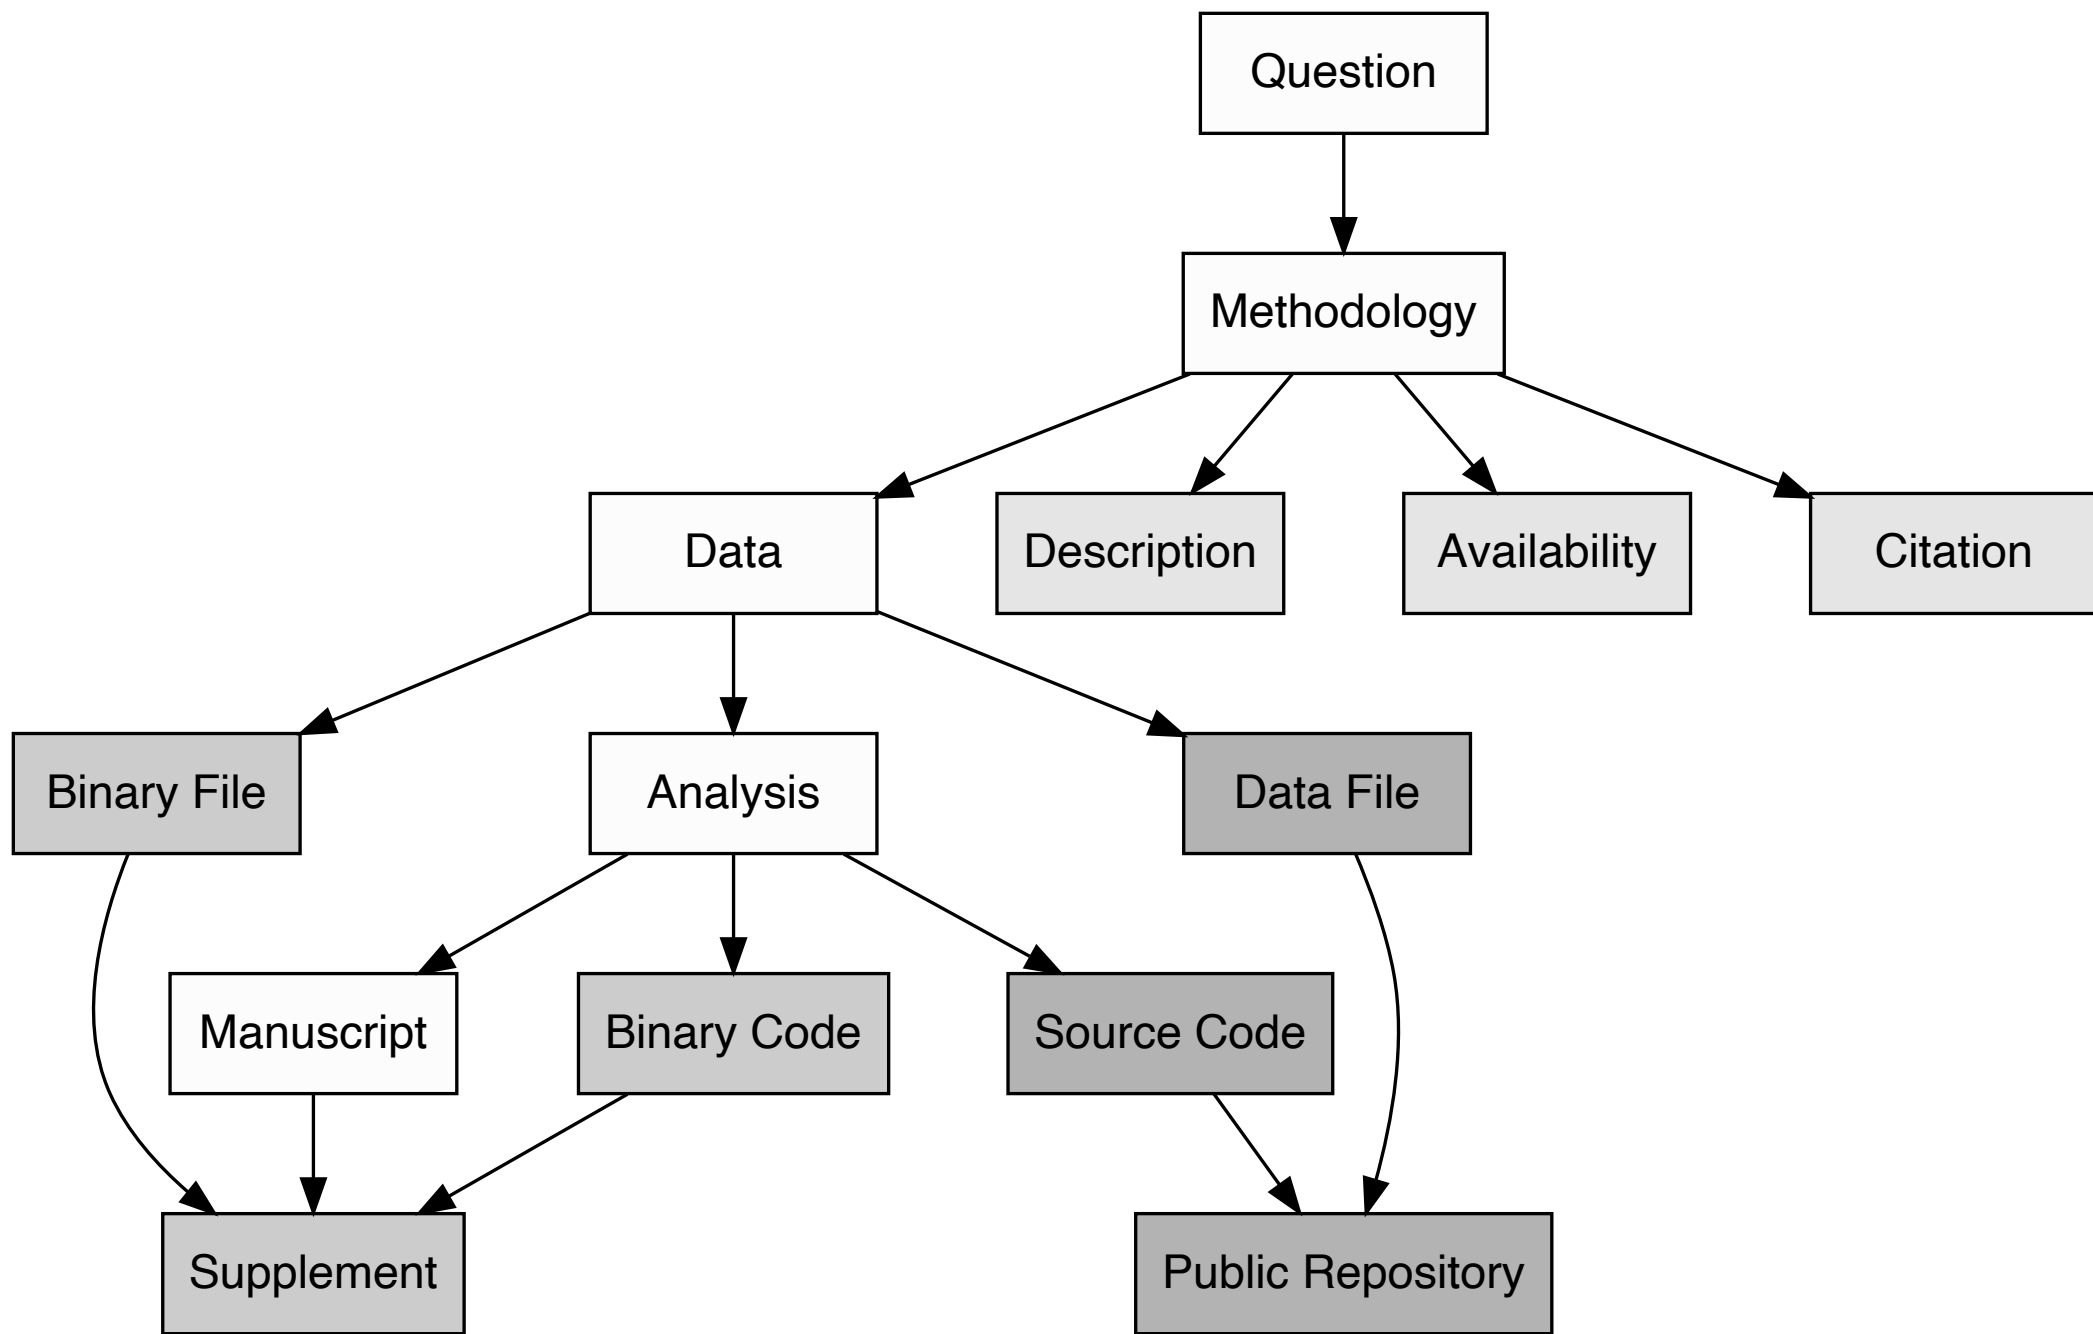 Question
Methodology
Data
Description
Availability
Citation
Binary File
Analysis
Data File
Manuscript
Binary Code
Source Code
Supplement
Public Repository